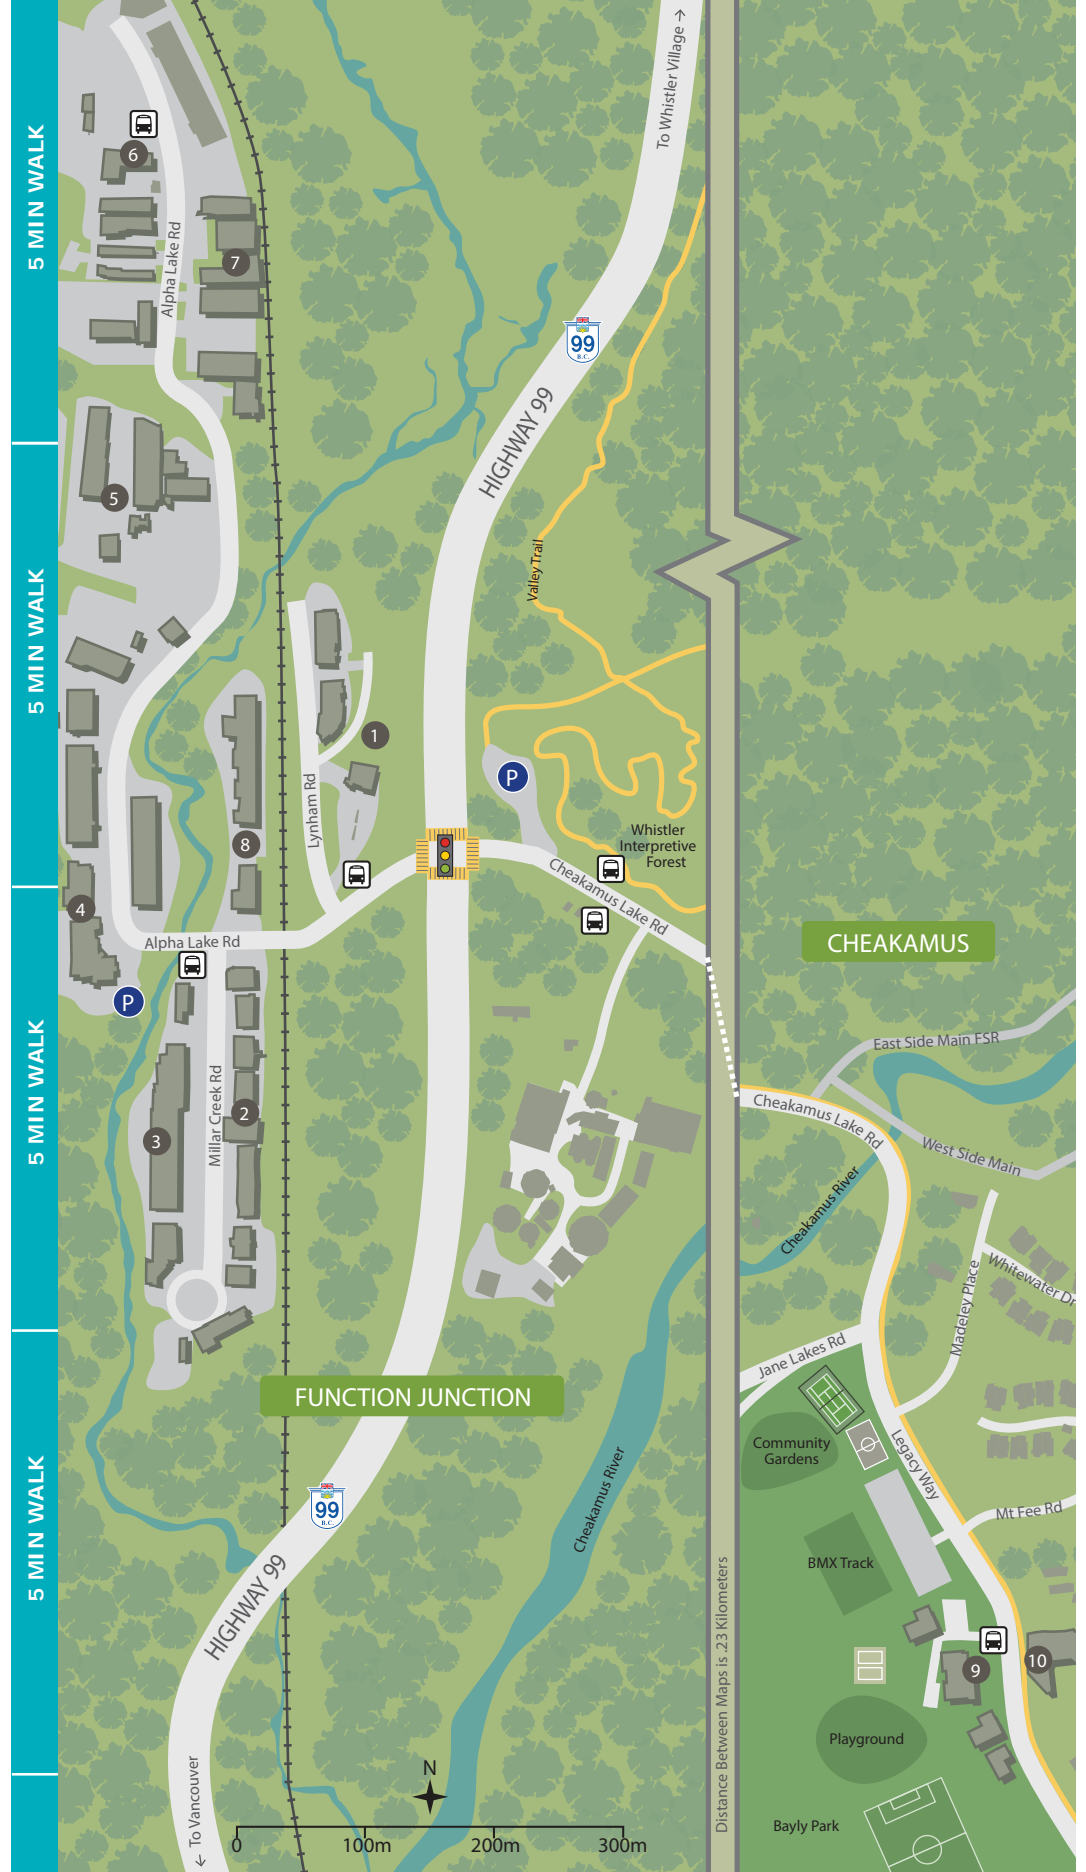 5 MIN WALK
5 MIN WALK
5 MIN WALK
5 MIN WALK
To Whistler Village →
6
Alpha Lake Rd
7
99
B.C.
HIGHWAY 99
5
Valley Trail
1
P
Lynham Rd
8
Whistler
Interpretive
Forest
Cheakamus Lake Rd
4
Alpha Lake Rd
P
CHEAKAMUS
East Side Main FSR
Cheakamus Lake Rd
West Side Main
Millar Creek Rd
2
3
Cheakamus River
Madeley Place
Whitewater Dr
Jane Lakes Rd
FUNCTION JUNCTION
Community
Gardens
Legacy Way
Cheakamus River
99
B.C.
Mt Fee Rd
BMX Track
HIGHWAY 99
Distance Between Maps is .23 Kilometers
9
10
Playground
← To Vancouver
N
Bayly Park
0
100m
200m
300m